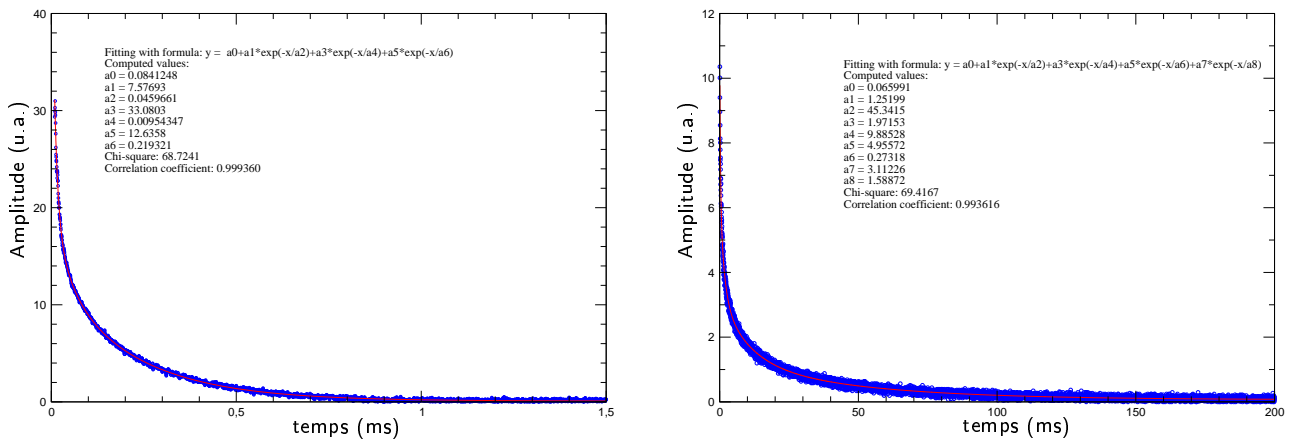 Fitting with formula: y =  a0+a1*exp(-x/a2)+a3*exp(-x/a4)+a5*exp(-x/a6)
Computed values:
a0 = 0.0841248
a1 = 7.57693
a2 = 0.0459661
a3 = 33.0803
a4 = 0.00954347
a5 = 12.6358
a6 = 0.219321
Chi-square: 68.7241
Correlation coefficient: 0.999360
40
30
20
10
0
Amplitude (u.a.)
0 0,5 1 1,5
temps (ms)
Fitting with formula: y = a0+a1*exp(-x/a2)+a3*exp(-x/a4)+a5*exp(-x/a6)+a7*exp(-x/a8)
Computed values:
a0 = 0.065991
a1 = 1.25199
a2 = 45.3415
a3 = 1.97153
a4 = 9.88528
a5 = 4.95572
a6 = 0.27318
a7 = 3.11226
a8 = 1.58872
Chi-square: 69.4167
Correlation coefficient: 0.993616
12
10
8
6
4
2
0
Amplitude (u.a.)
0 50 100 150 200
temps (ms)